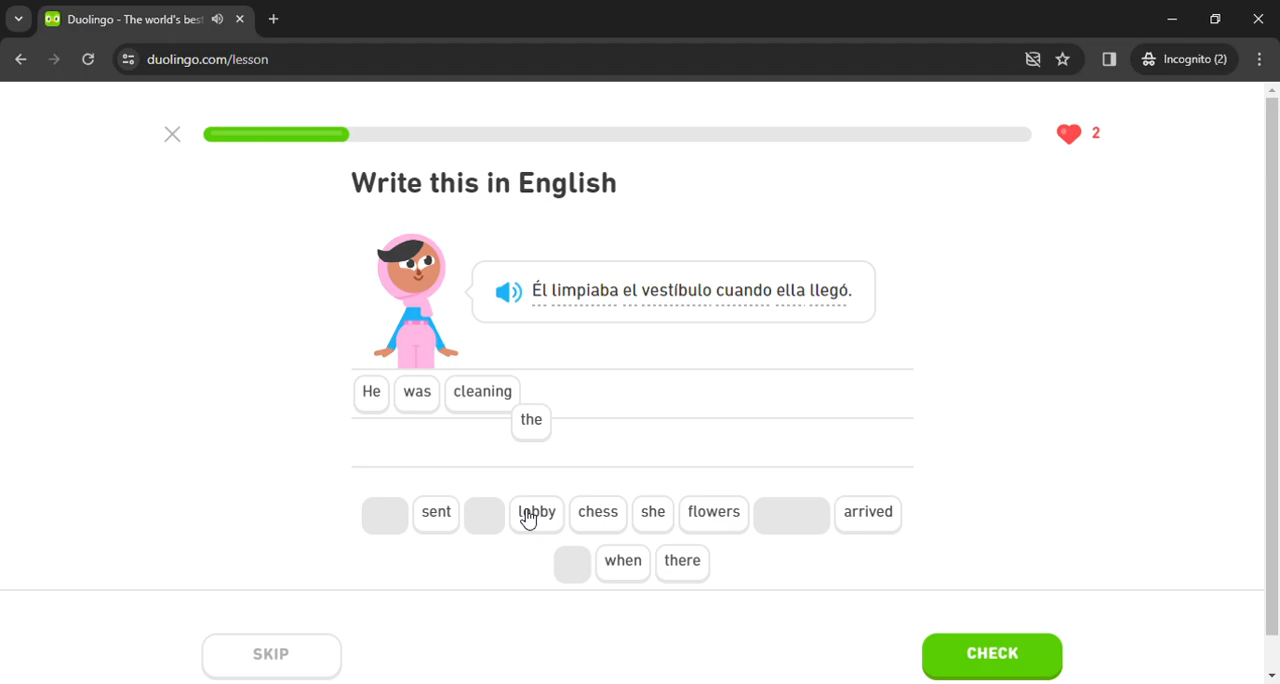 Duolingo - The world's bes
duolingo.com/lesson
Incognito (2)
2
Write this in English
Él limpiaba el vestíbulo cuando ella llegó.
He was cleaning
the
sent lobby chess she flowers arrived
when there
SKIP CHECK